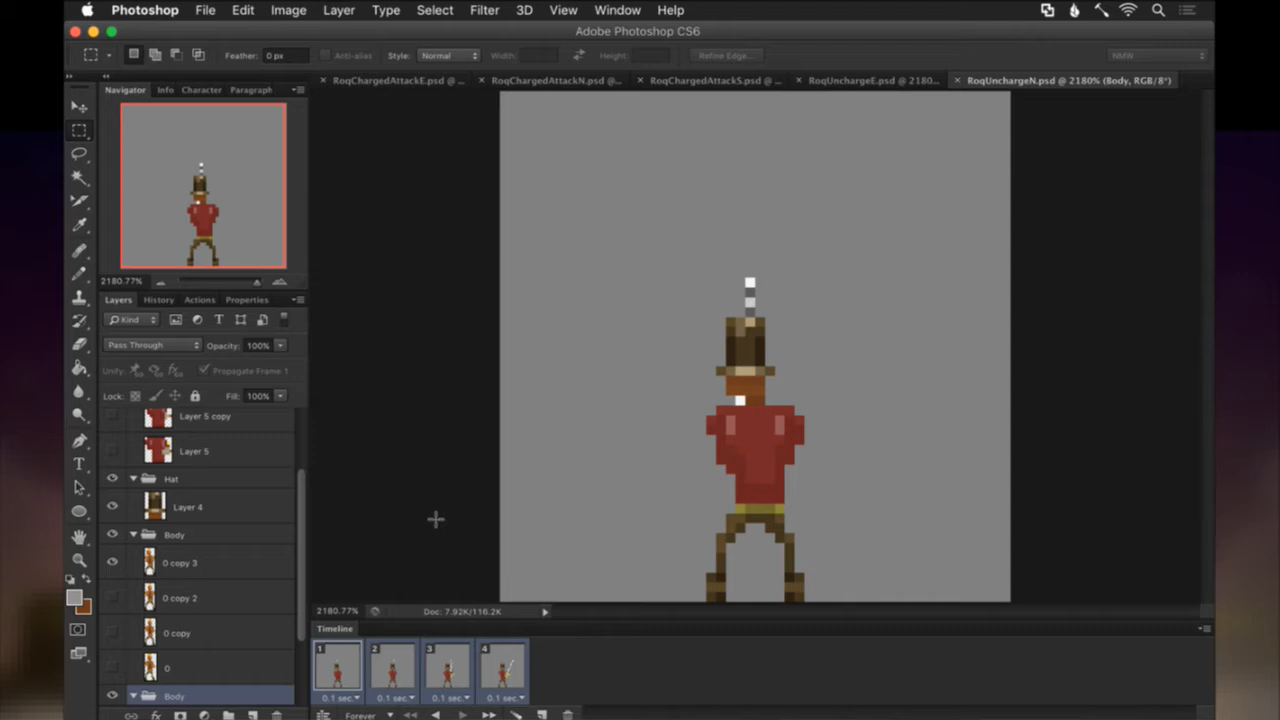 Photoshop File Edit Image Layer Type Select Filter 3D View Window Help
Adobe Photoshop CS6
Feather: 0 px Anti-alias Style: Normal Width: Height: Refine Edge... NMW
RoqChargedAttackE.psd @ ... RoqChargedAttackN.psd @... RoqChargedAttackS.psd @ ... RoqUnchargeE.psd @ 2180... RoqUnchargeN.psd @ 2180% (Body, RGB/8*)
Navigator Info Character Paragraph
2180.77%
Layers History Actions Properties
Kind
Pass Through Opacity: 100%
Unify: Propagate Frame 1
Lock: Fill: 100%
Layer 5 copy
Layer 5
Hat
Layer 4
Body
0 copy 3
0 copy 2
0 copy
0
Body
2180.77% Doc: 7.92K/116.2K
Timeline
1 2 3 4
0.1 sec. 0.1 sec. 0.1 sec. 0.1 sec.
Forever